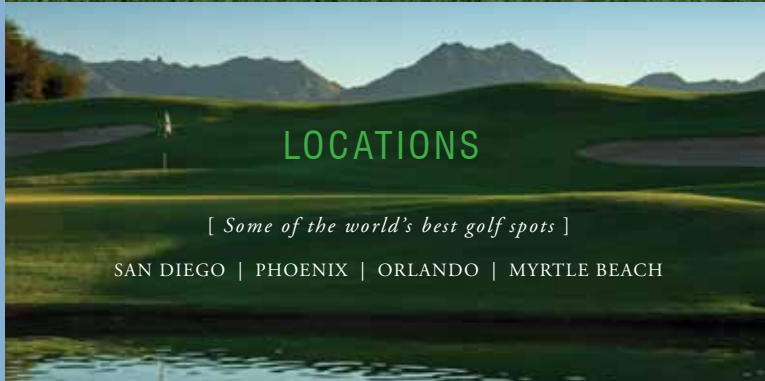 LOCATIONS
[ Some of the world's best golf spots ]
SAN DIEGO | PHOENIX | ORLANDO | MYRTLE BEACH